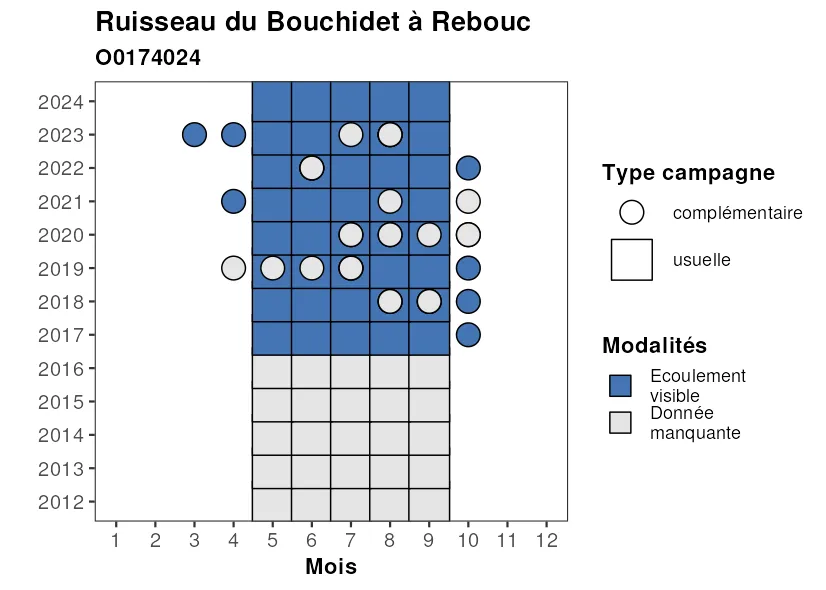 Ruisseau du Bouchidet à Rebouc
O0174024
2024
2023
2022
2021
2020
2019
2018
2017
2016
2015
2014
2013
2012
1 2 3 4 5 6 7 8 9 10 11 12
Mois
Type campagne
complémentaire
usuelle
Modalités
Ecoulement
visible
Donnée
manquante